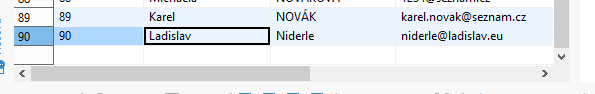 89 89 Karel NOVÁK karel.novak@seznam.cz
90 90 Ladislav Niderle niderle@ladislav.eu